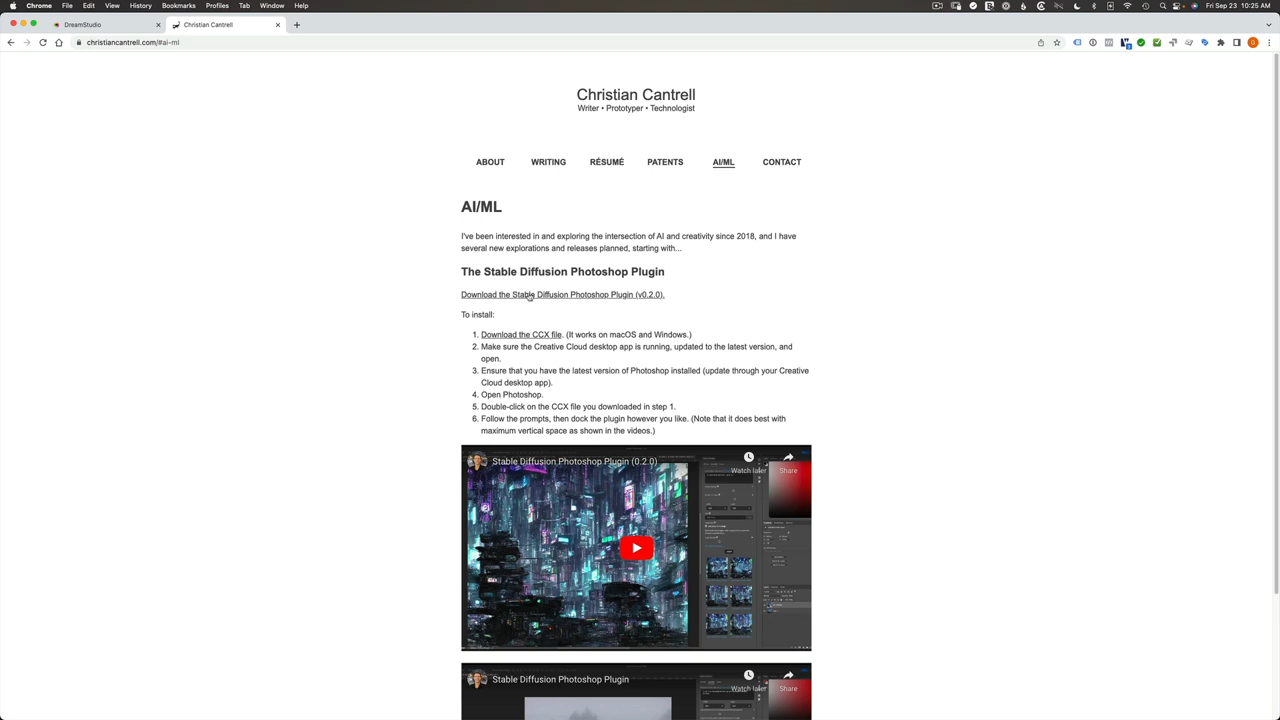 Chrome File Edit View History Bookmarks Profiles Tab Window Help
Fri Sep 23 10:25 AM
DreamStudio
Christian Cantrell
christiancantrell.com/#ai-ml
Christian Cantrell
Writer • Prototyper • Technologist
ABOUT WRITING RÉSUMÉ PATENTS AI/ML CONTACT
AI/ML
I've been interested in and exploring the intersection of AI and creativity since 2018, and I have
several new explorations and releases planned, starting with...
The Stable Diffusion Photoshop Plugin
Download the Stable Diffusion Photoshop Plugin (v0.2.0).
To install:
1. Download the CCX file. (It works on macOS and Windows.)
2. Make sure the Creative Cloud desktop app is running, updated to the latest version, and
open.
3. Ensure that you have the latest version of Photoshop installed (update through your Creative
Cloud desktop app).
4. Open Photoshop.
5. Double-click on the CCX file you downloaded in step 1.
6. Follow the prompts, then dock the plugin however you like. (Note that it does best with
maximum vertical space as shown in the videos.)
Stable Diffusion Photoshop Plugin (0.2.0)
Watch later Share
Stable Diffusion Photoshop Plugin
Watch later Share